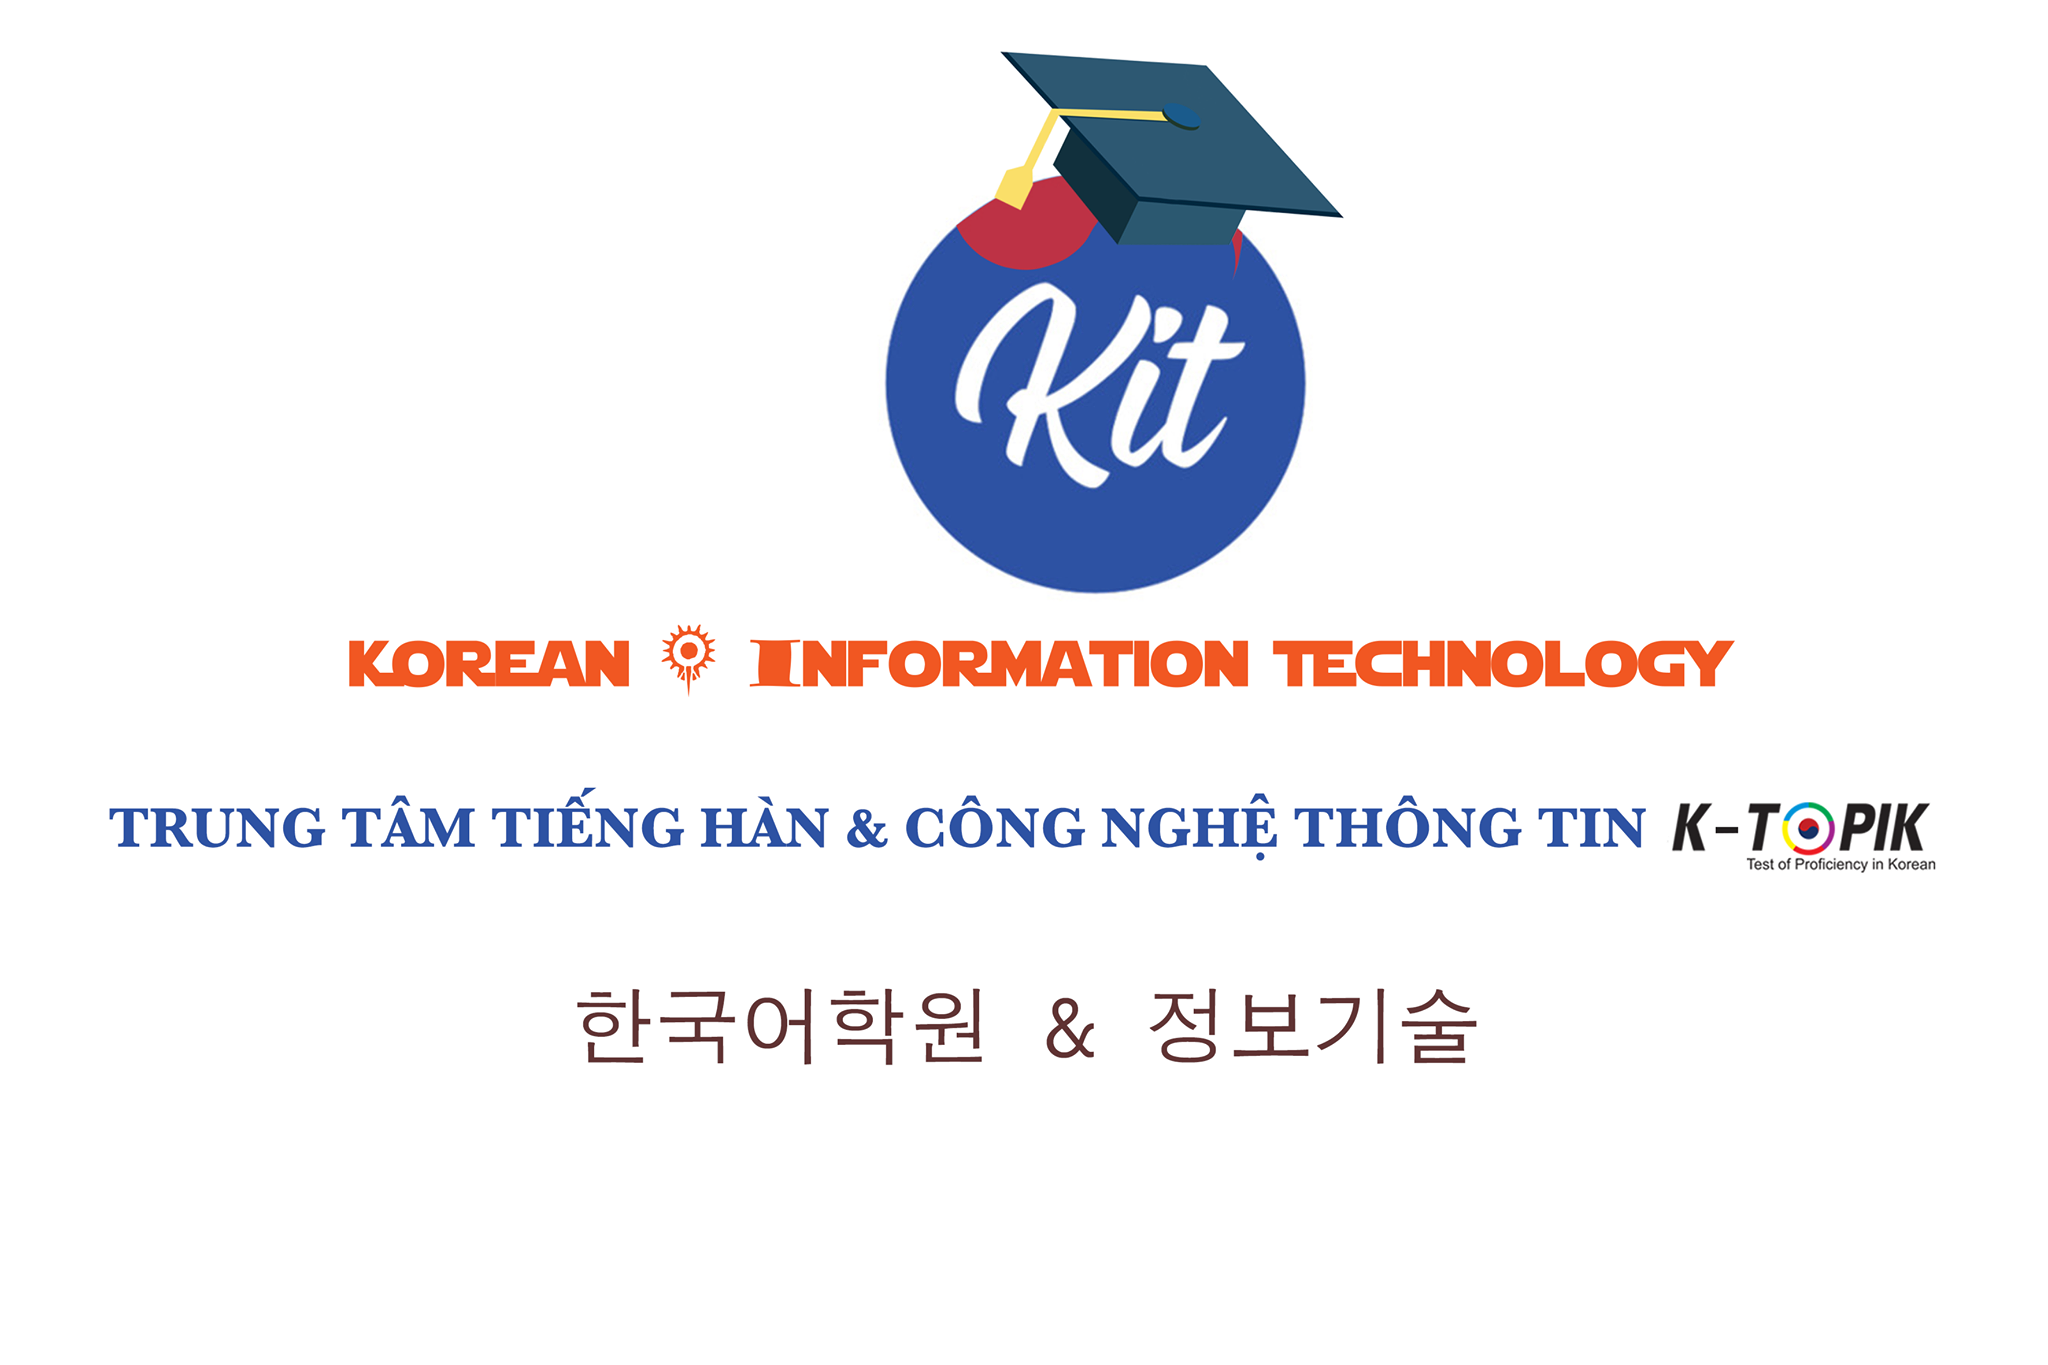 Kit
KOREAN INFORMATION TECHNOLOGY
TRUNG TÂM TIẾNG HÀN & CÔNG NGHỆ THÔNG TIN K-TOPIK
Test of Proficiency in Korean
한국어학원 & 정보기술